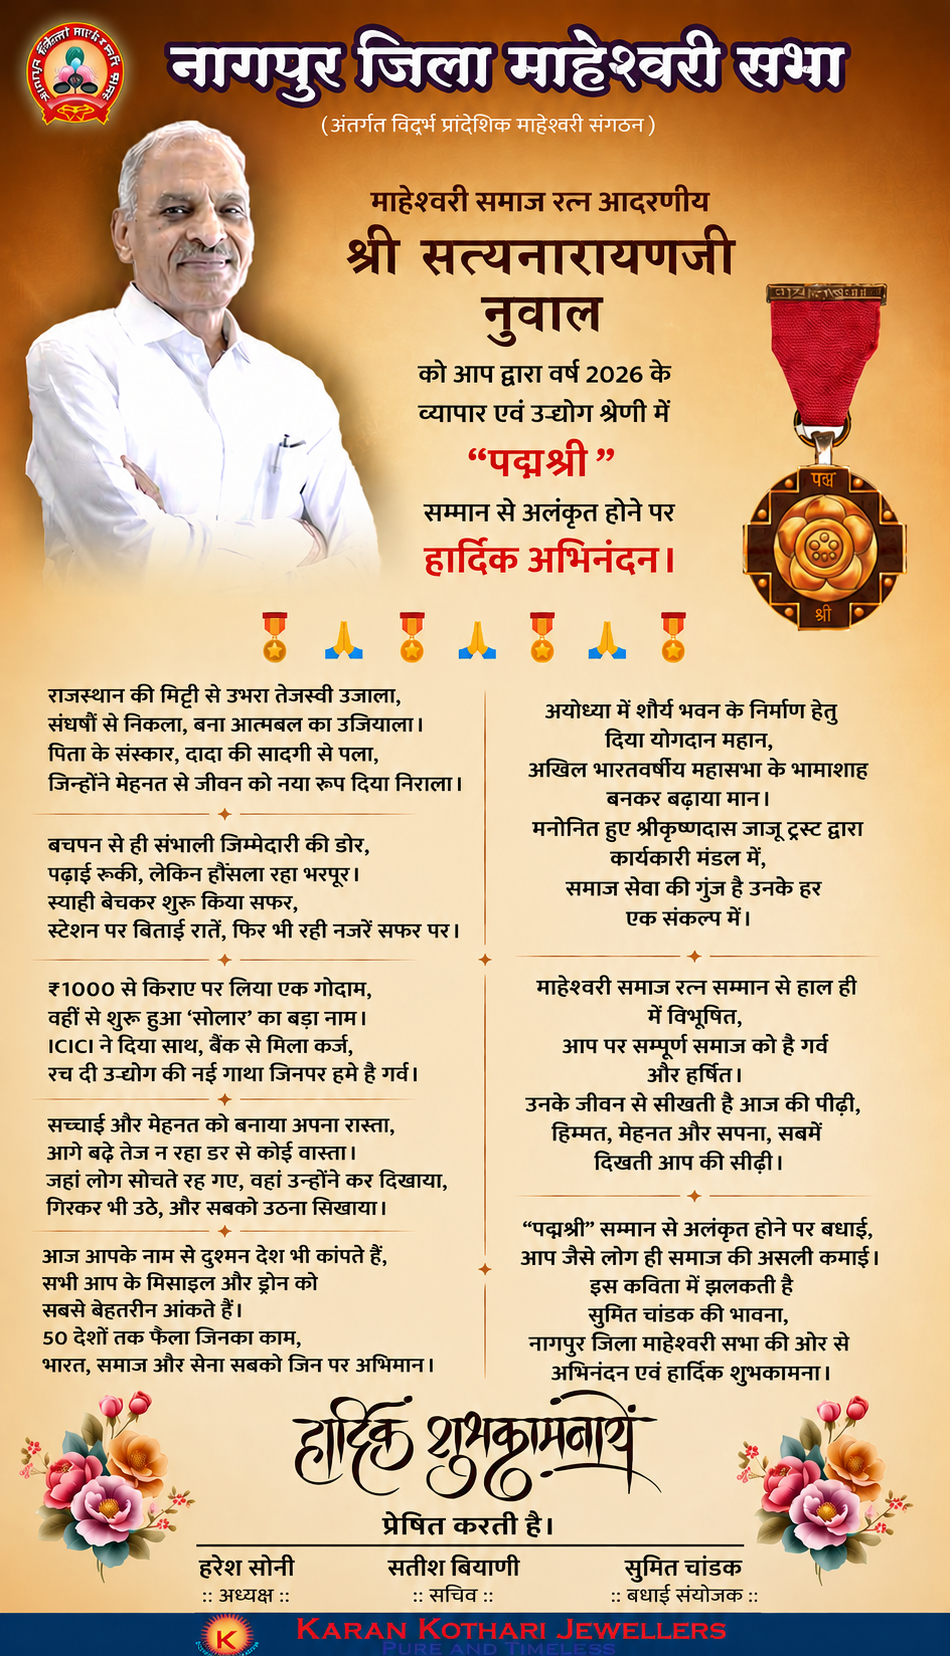 नागपुर जिला माहेश्वरी सभा
(अंतर्गत विदर्भ प्रांदेशिक माहेश्वरी संगठन)
माहेश्वरी समाज रत्न आदरणीय
श्री सत्यनारायणजी
नुवाल
को आप द्वारा वर्ष 2026 के
व्यापार एवं उद्योग श्रेणी में
“पद्मश्री”
सम्मान से अलंकृत होने पर
हार्दिक अभिनंदन।
पद्म
श्री
राजस्थान की मिट्टी से उभरा तेजस्वी उजाला,
संघर्षों से निकला, बना आत्मबल का उजियाला।
पिता के संस्कार, दादा की सादगी से पला,
जिन्होंने मेहनत से जीवन को नया रूप दिया निराला।
बचपन से ही संभाली जिम्मेदारी की डोर,
पढ़ाई रूकी, लेकिन हौंसला रहा भरपूर।
स्याही बेचकर शुरू किया सफर,
स्टेशन पर बिताई रातें, फिर भी रही नजरें सफर पर।
₹1000 से किराए पर लिया एक गोदाम,
वहीं से शुरू हुआ ‘सोलार’ का बड़ा नाम।
ICICI ने दिया साथ, बैंक से मिला कर्ज,
रच दी उद्योग की नई गाथा जिनपर हमे है गर्व।
सच्चाई और मेहनत को बनाया अपना रास्ता,
आगे बढ़े तेज न रहा डर से कोई वास्ता।
जहां लोग सोचते रह गए, वहां उन्होंने कर दिखाया,
गिरकर भी उठे, और सबको उठना सिखाया।
आज आपके नाम से दुश्मन देश भी कांपते हैं,
सभी आप के मिसाइल और ड्रोन को
सबसे बेहतरीन आंकते हैं।
50 देशों तक फैला जिनका काम,
भारत, समाज और सेना सबको जिन पर अभिमान।
अयोध्या में शौर्य भवन के निर्माण हेतु
दिया योगदान महान,
अखिल भारतवर्षीय महासभा के भामाशाह
बनकर बढ़ाया मान।
मनोनित हुए श्रीकृष्णदास जाजू ट्रस्ट द्वारा
कार्यकारी मंडल में,
समाज सेवा की गुंज है उनके हर
एक संकल्प में।
माहेश्वरी समाज रत्न सम्मान से हाल ही
में विभूषित,
आप पर सम्पूर्ण समाज को है गर्व
और हर्षित।
उनके जीवन से सीखती है आज की पीढ़ी,
हिम्मत, मेहनत और सपना, सबमें
दिखती आप की सीढ़ी।
“पद्मश्री” सम्मान से अलंकृत होने पर बधाई,
आप जैसे लोग ही समाज की असली कमाई।
इस कविता में झलकती है
सुमित चांडक की भावना,
नागपुर जिला माहेश्वरी सभा की ओर से
अभिनंदन एवं हार्दिक शुभकामना।
हार्दिक शुभकामंनायें
प्रेषित करती है।
हरेश सोनी सतीश बियाणी सुमित चांडक
:: अध्यक्ष :: :: सचिव :: :: बधाई संयोजक ::
K
KARAN KOTHARI JEWELLERS
PURE AND TIMELESS